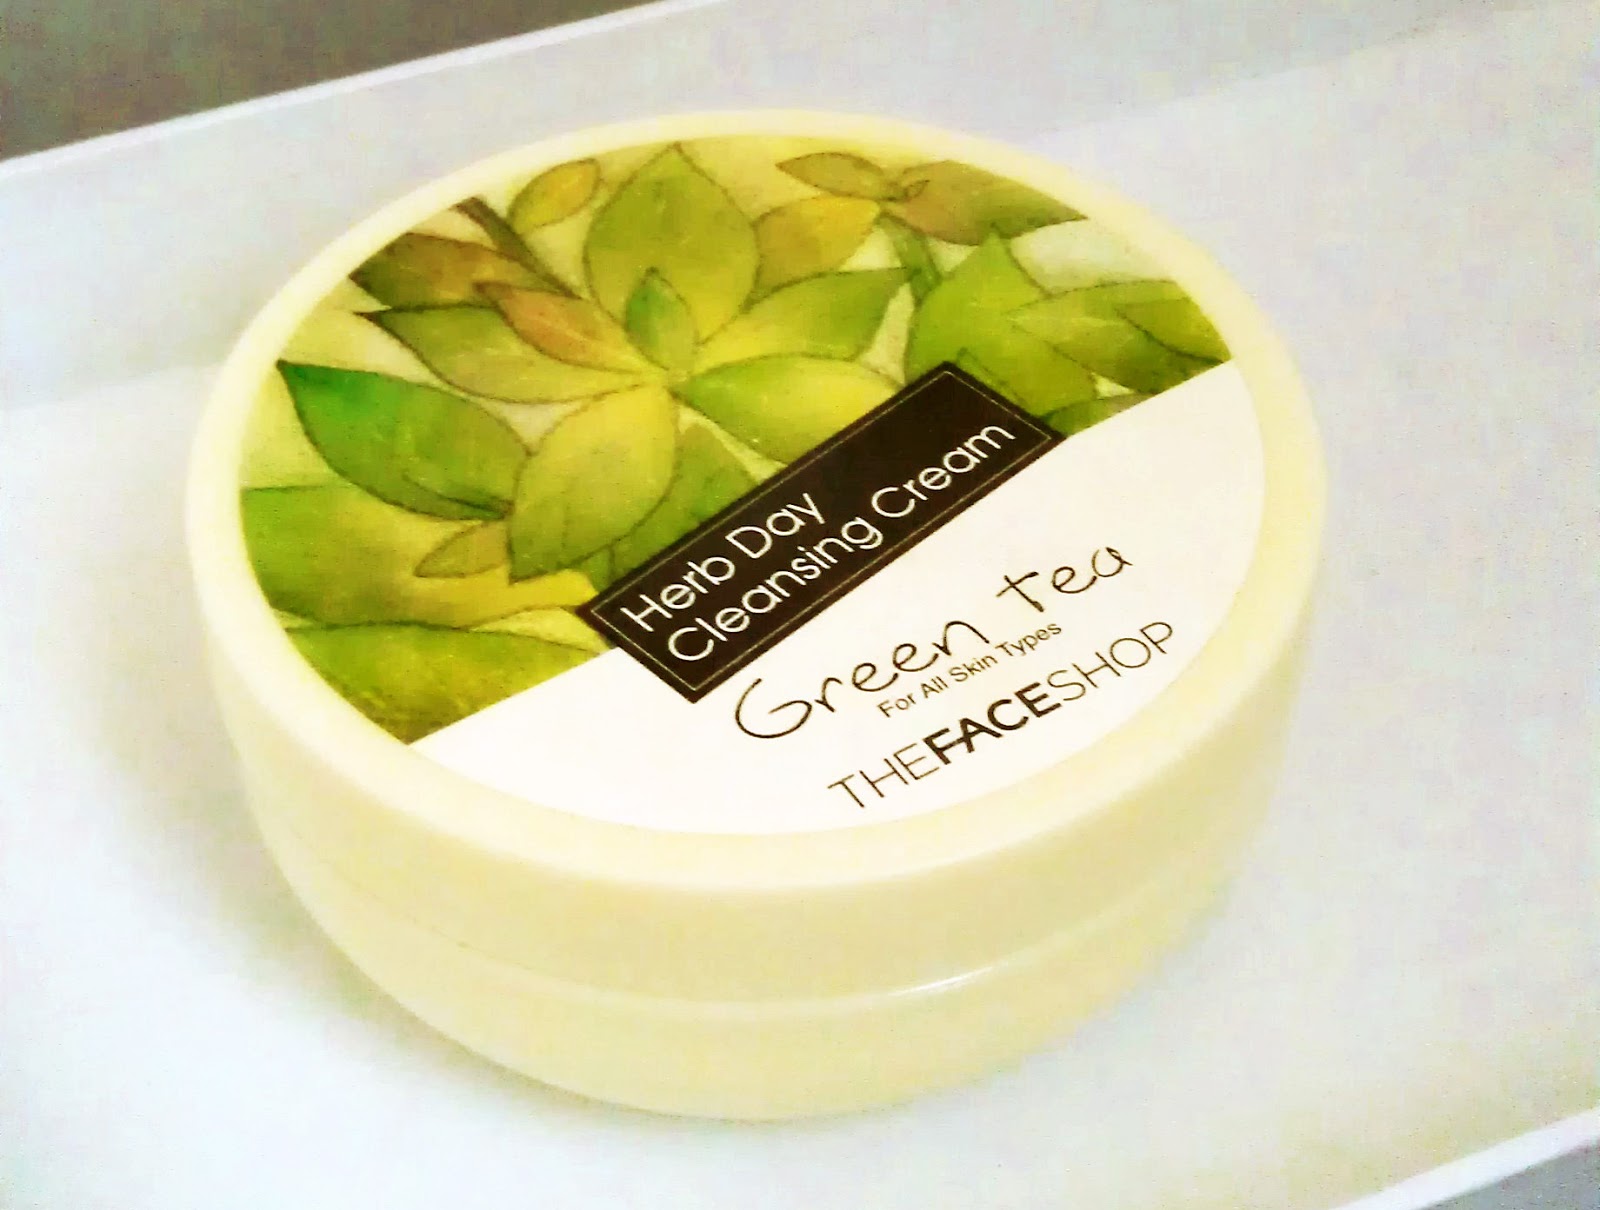 Herb Day
Cleansing Cream
Green tea
For All Skin Types
THEFACESHOP